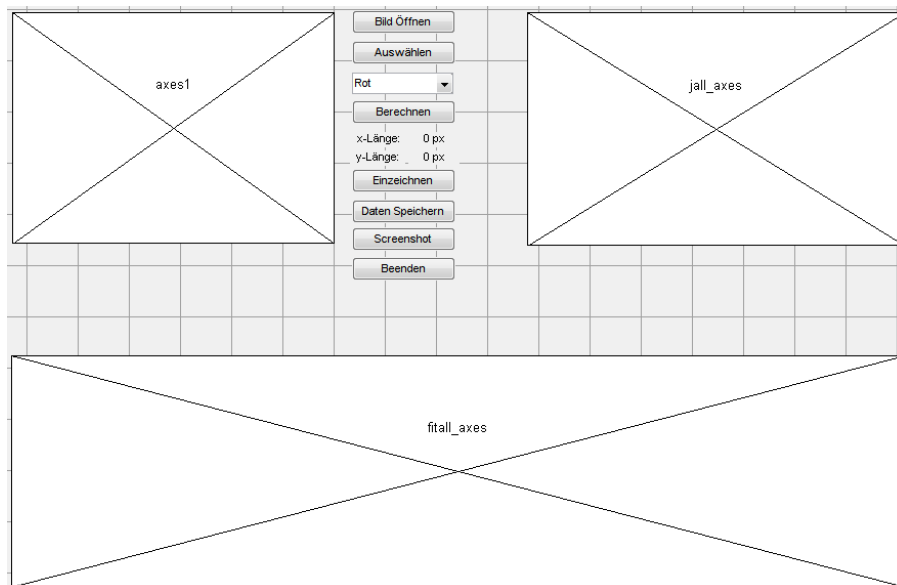 Bild Öffnen
Auswählen
axes1
Rot
jall_axes
Berechnen
x-Länge: 0 px
y-Länge: 0 px
Einzeichnen
Daten Speichern
Screenshot
Beenden
fitall_axes